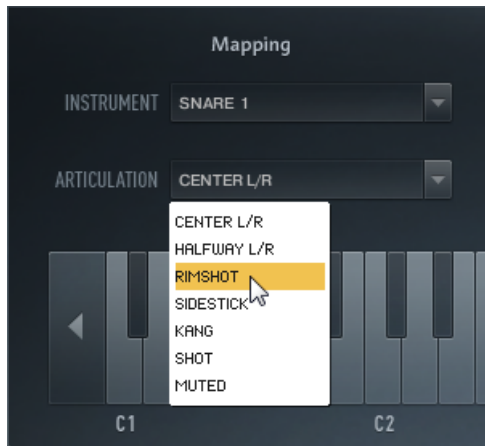 Mapping
INSTRUMENT SNARE 1
ARTICULATION CENTER L/R
CENTER L/R
HALFWAY L/R
RIMSHOT
SIDESTICK
KANG
SHOT
MUTED
C1 C2